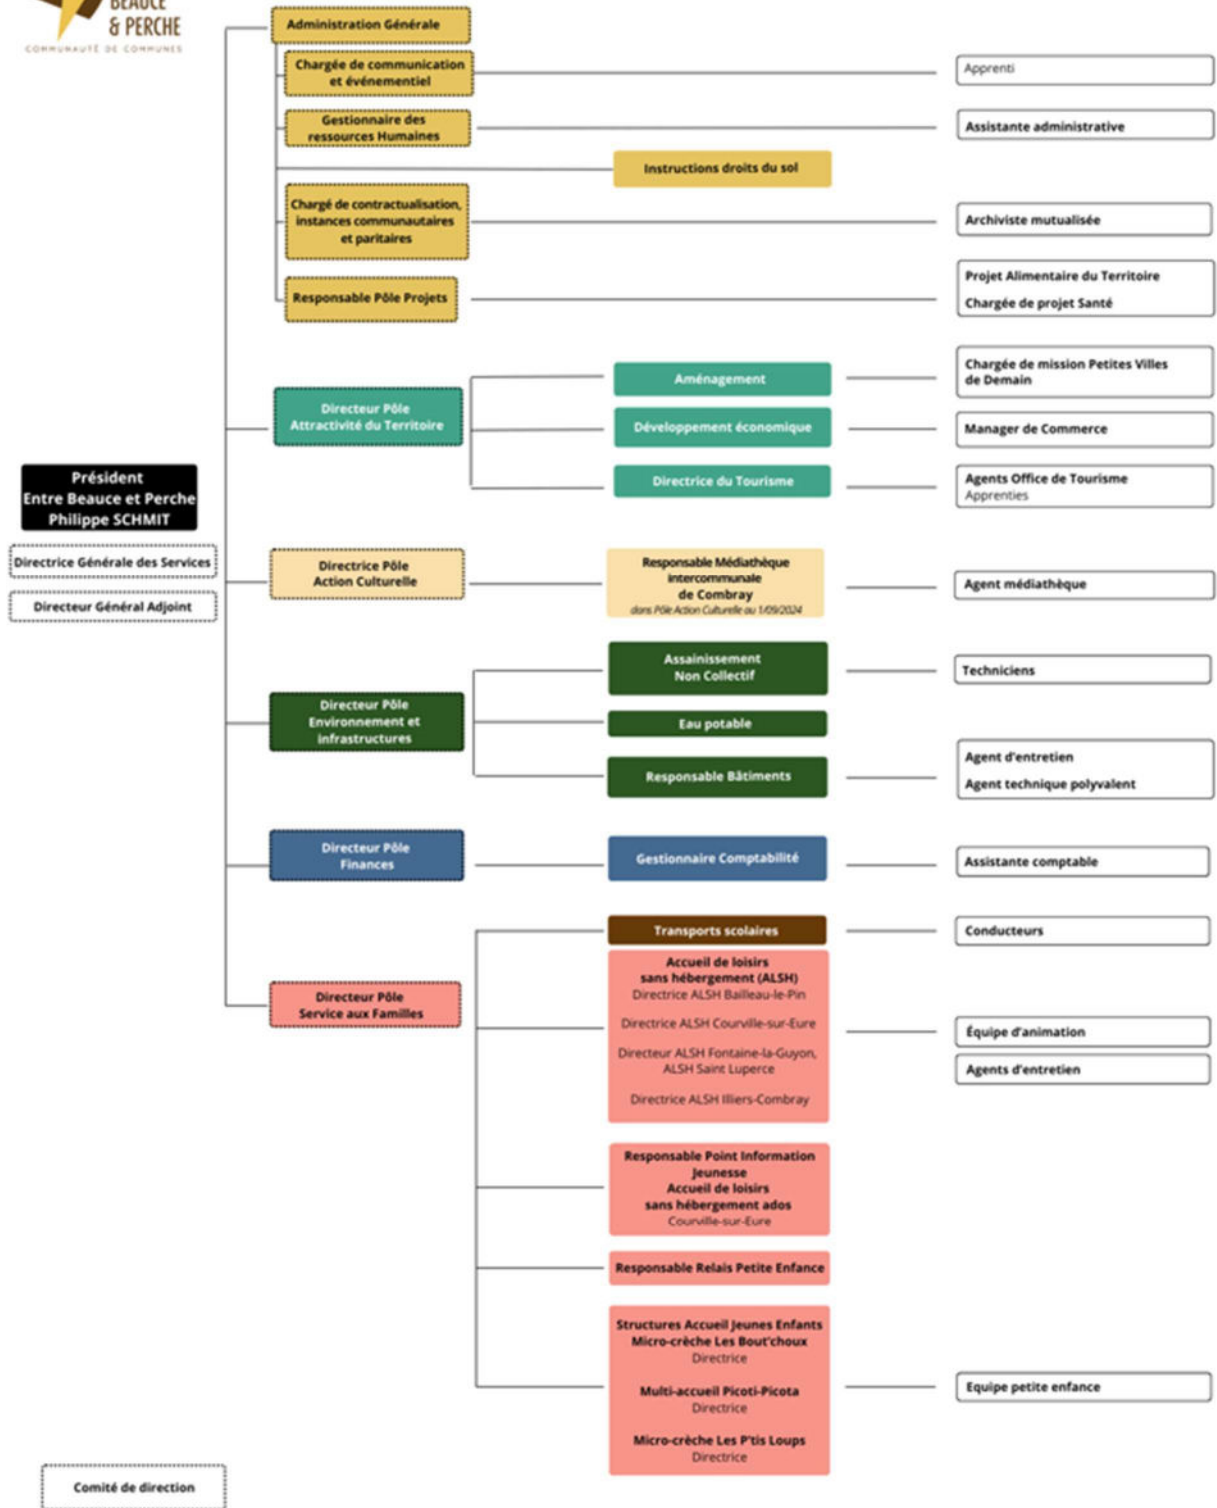 BEAUCE
& PERCHE
COMMUNAUTÉ DE COMMUNES
Administration Générale
Chargée de communication
et événementiel
Apprenti
Gestionnaire des
ressources Humaines
Assistante administrative
Instructions droits du sol
Chargé de contractualisation,
instances communautaires
et paritaires
Archiviste mutualisée
Responsable Pôle Projets
Projet Alimentaire du Territoire
Chargée de projet Santé
Directeur Pôle
Attractivité du Territoire
Aménagement
Chargée de mission Petites Villes
de Demain
Développement économique
Manager de Commerce
Directrice du Tourisme
Agents Office de Tourisme
Apprenties
Président
Entre Beauce et Perche
Philippe SCHMIT
Directrice Générale des Services
Directeur Général Adjoint
Directrice Pôle
Action Culturelle
Responsable Médiathèque
intercommunale
de Combray
dans Pôle Action Culturelle au 1/09/2024
Agent médiathèque
Directeur Pôle
Environnement et
infrastructures
Assainissement
Non Collectif
Techniciens
Eau potable
Responsable Bâtiments
Agent d'entretien
Agent technique polyvalent
Directeur Pôle
Finances
Gestionnaire Comptabilité
Assistante comptable
Directeur Pôle
Service aux Familles
Transports scolaires
Conducteurs
Accueil de loisirs
sans hébergement (ALSH)
Directrice ALSH Bailleau-le-Pin
Directrice ALSH Courville-sur-Eure
Directeur ALSH Fontaine-la-Guyon,
ALSH Saint Luperce
Directrice ALSH Illiers-Combray
Équipe d'animation
Agents d'entretien
Responsable Point Information
Jeunesse
Accueil de loisirs
sans hébergement ados
Courville-sur-Eure
Responsable Relais Petite Enfance
Structures Accueil Jeunes Enfants
Micro-crèche Les Bout'choux
Directrice
Multi-accueil Picoti-Picota
Directrice
Micro-crèche Les P'tis Loups
Directrice
Equipe petite enfance
Comité de direction